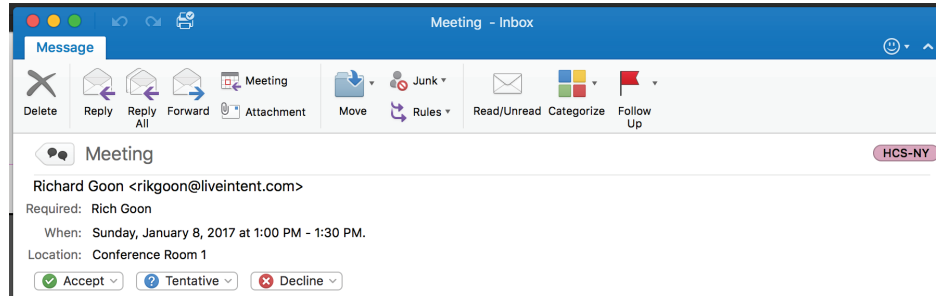 Meeting - Inbox
Message
Delete Reply Reply All Forward Meeting Attachment Move Junk Rules Read/Unread Categorize Follow Up
Meeting HCS-NY
Richard Goon <rikgoon@liveintent.com>
Required: Rich Goon
When: Sunday, January 8, 2017 at 1:00 PM - 1:30 PM.
Location: Conference Room 1
Accept Tentative Decline